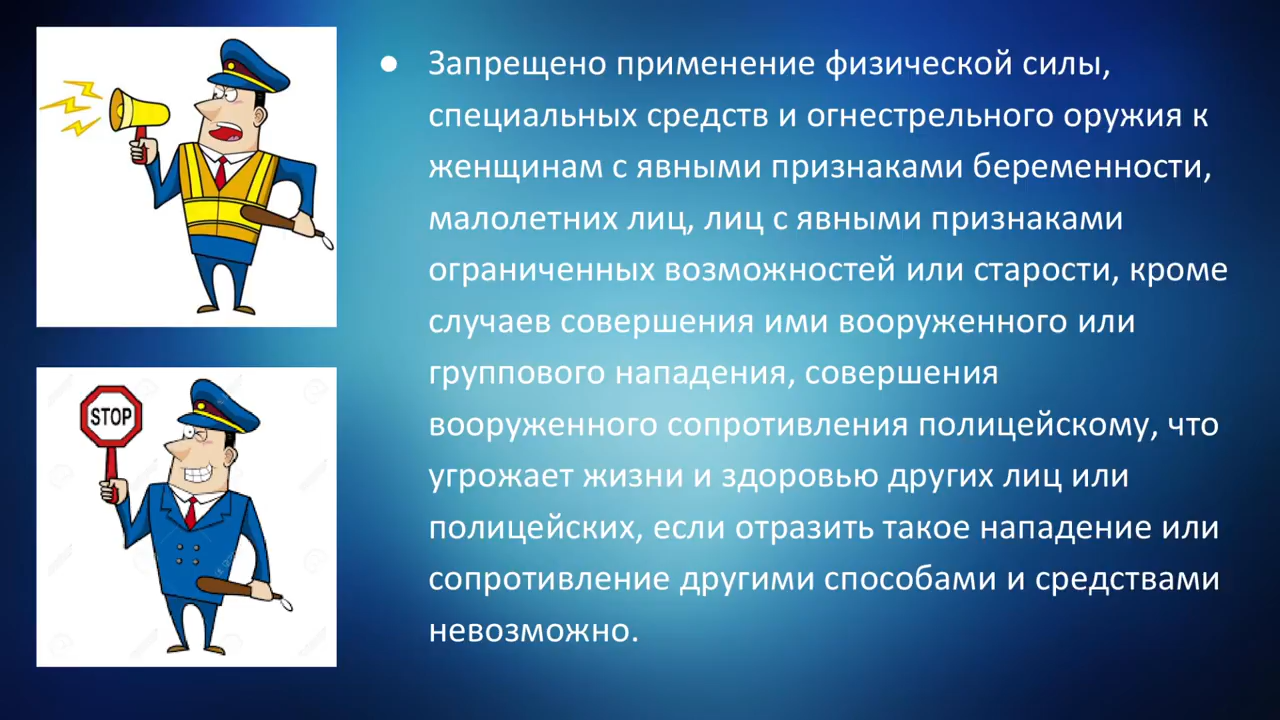 ● Запрещено применение физической силы,
специальных средств и огнестрельного оружия к
женщинам с явными признаками беременности,
малолетних лиц, лиц с явными признаками
ограниченных возможностей или старости, кроме
случаев совершения ими вооруженного или
группового нападения, совершения
вооруженного сопротивления полицейскому, что
угрожает жизни и здоровью других лиц или
полицейских, если отразить такое нападение или
сопротивление другими способами и средствами
невозможно.
STOP